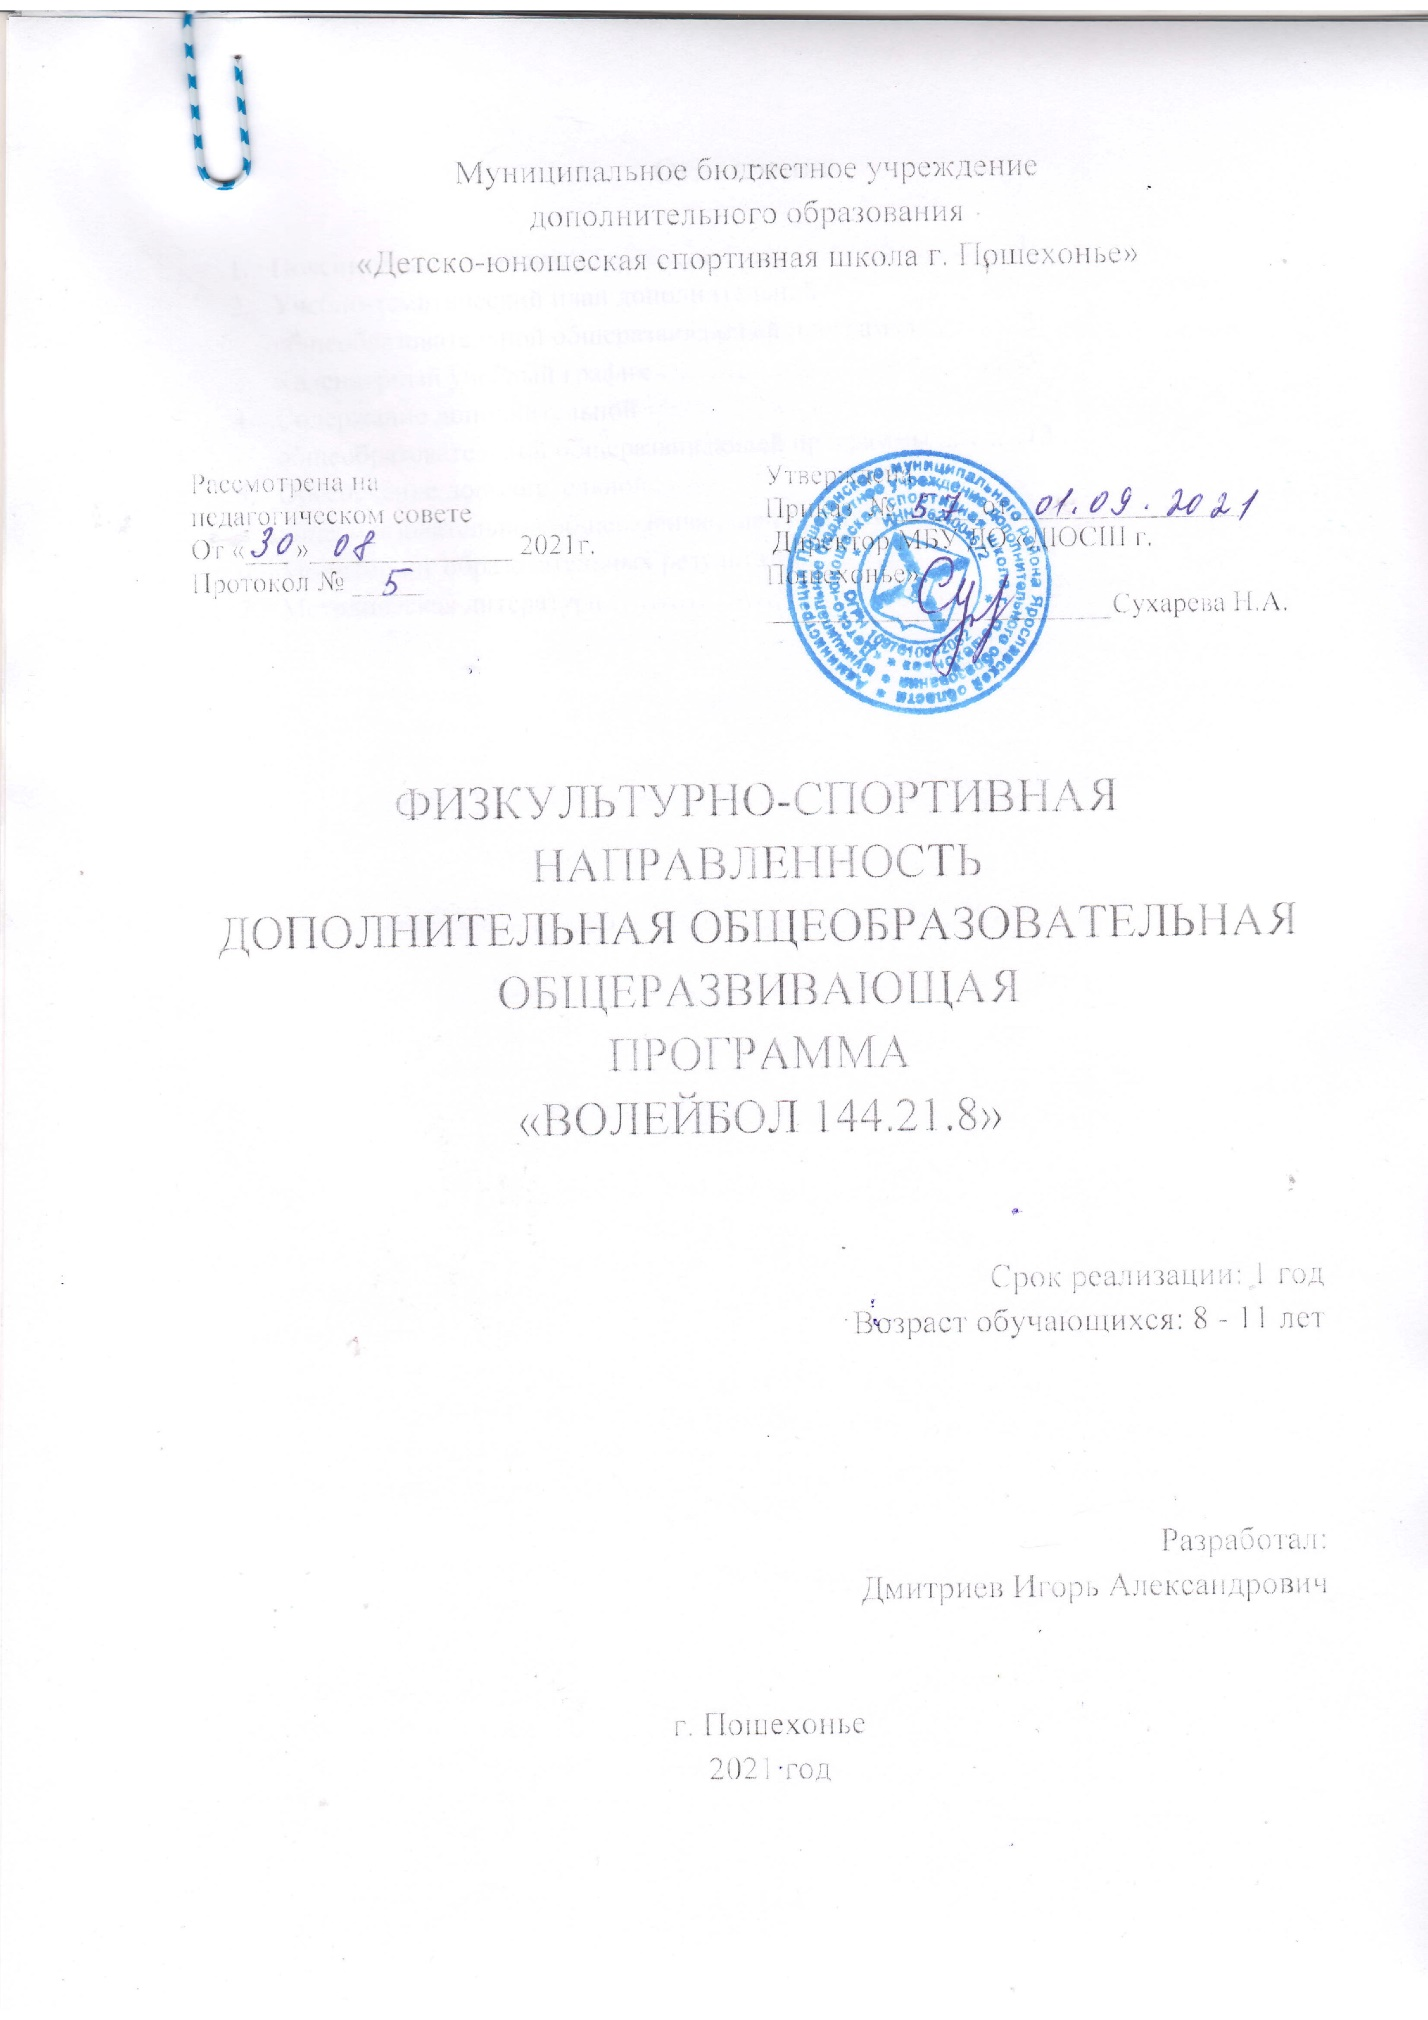 Муниципальное бюджетное учреждение
дополнительного образования
«Детско-юношеская спортивная школа г. Пошехонье»
Рассмотрена на
педагогическом совете
От «30» 08 2021г.
Протокол № 5
Утверждена
Приказ № 57 от 01.09.2021
Директор МБУ ДО «ДЮСШ г.
Пошехонье»
Сухарева Н.А.
ФИЗКУЛЬТУРНО-СПОРТИВНАЯ
НАПРАВЛЕННОСТЬ
ДОПОЛНИТЕЛЬНАЯ ОБЩЕОБРАЗОВАТЕЛЬНАЯ
ОБЩЕРАЗВИВАЮЩАЯ
ПРОГРАММА
«ВОЛЕЙБОЛ 144.21.8»
Срок реализации: 1 год
Возраст обучающихся: 8 - 11 лет
Разработал:
Дмитриев Игорь Александрович
г. Пошехонье
2021 год